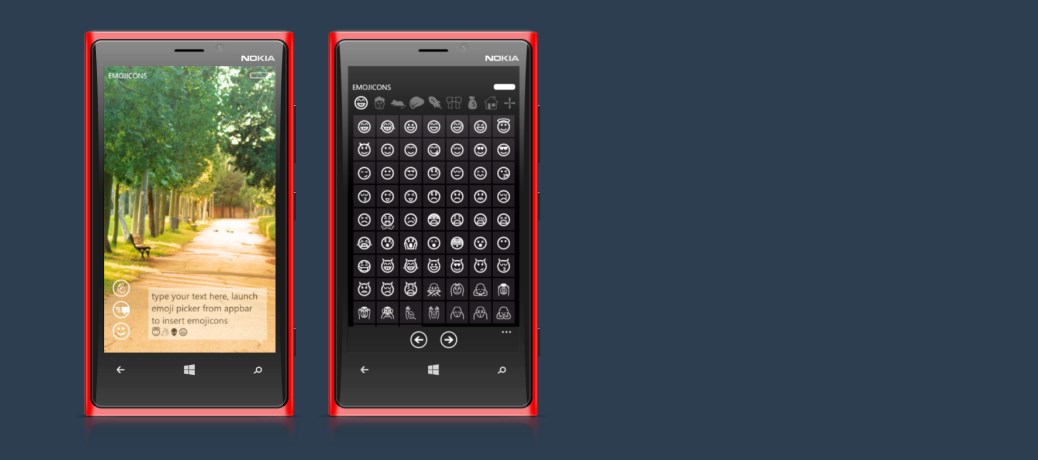 NOKIA
EMOJICONS
type your text here, launch
emoji picker from appbar
to insert emojicons
NOKIA
EMOJICONS